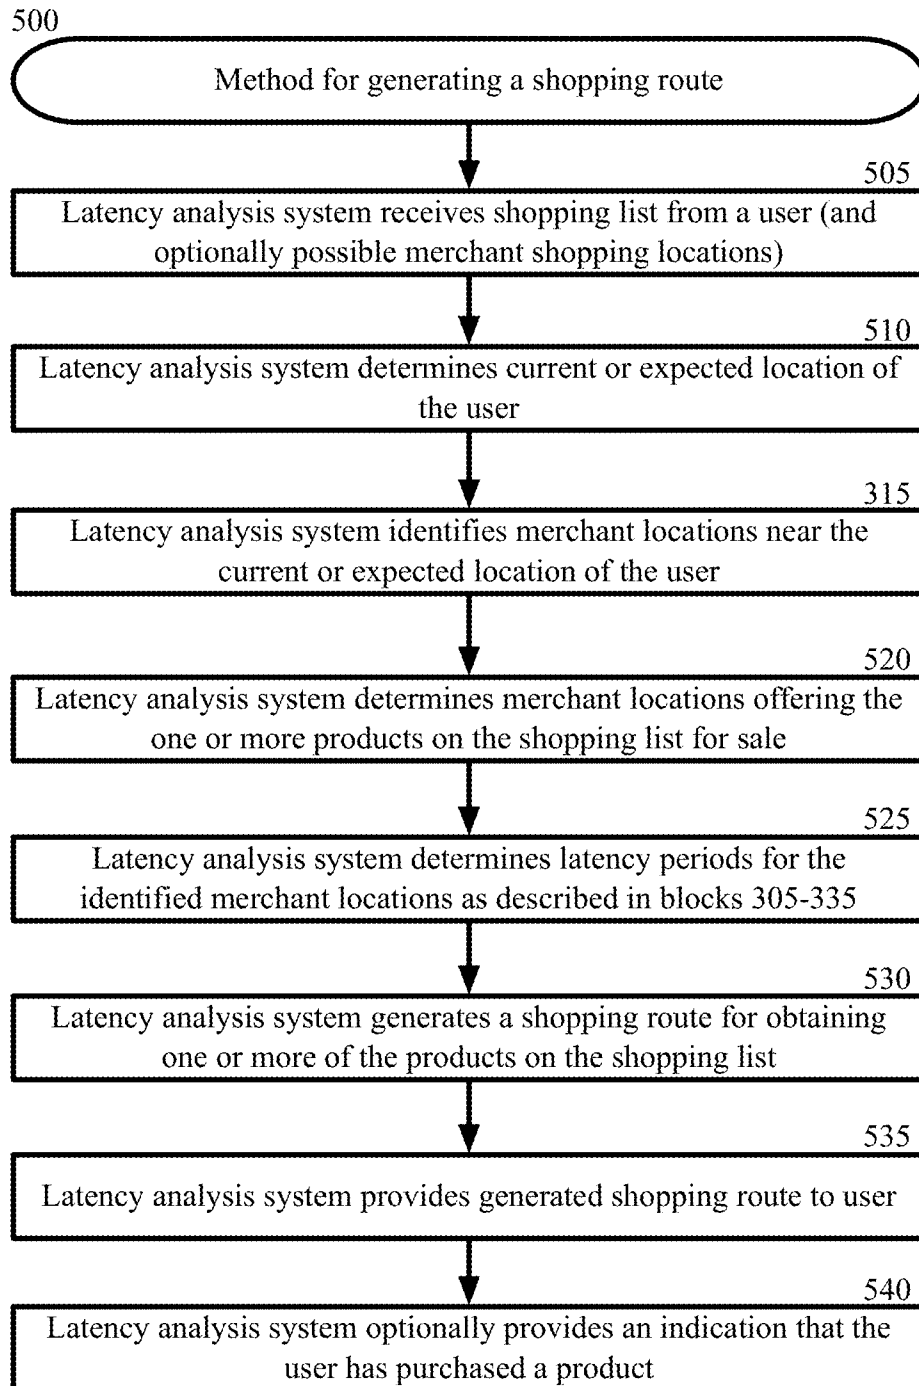 500
Method for generating a shopping route
505
Latency analysis system receives shopping list from a user (and
optionally possible merchant shopping locations)
510
Latency analysis system determines current or expected location of
the user
315
Latency analysis system identifies merchant locations near the
current or expected location of the user
520
Latency analysis system determines merchant locations offering the
one or more products on the shopping list for sale
525
Latency analysis system determines latency periods for the
identified merchant locations as described in blocks 305-335
530
Latency analysis system generates a shopping route for obtaining
one or more of the products on the shopping list
535
Latency analysis system provides generated shopping route to user
540
Latency analysis system optionally provides an indication that the
user has purchased a product